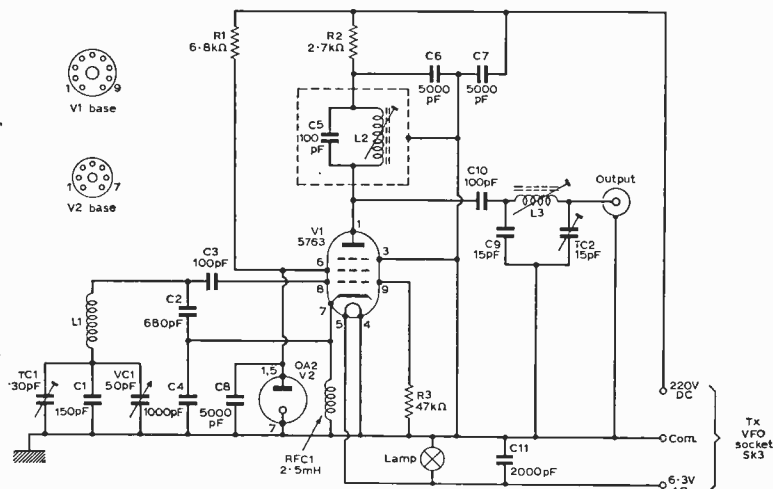 R1
6·8kΩ
R2
2·7kΩ
C6
5000
pF
C7
5000
pF
1
9
V1 base
1
7
V2 base
C5
100
pF
L2
C10
100pF
Output
L3
C9
15pF
TC2
15pF
V1
5763
1
6
3
8
9
7
5
4
C3
100pF
C2
680pF
L1
TC1
30pF
C1
150pF
VC1
50pF
C4
1000pF
C8
5000
pF
1,5
OA2
V2
7
RFC1
2·5mH
R3
47kΩ
Lamp
C11
2000pF
220V
DC
Com.
6·3V
Tx
VFO
socket
Sk3